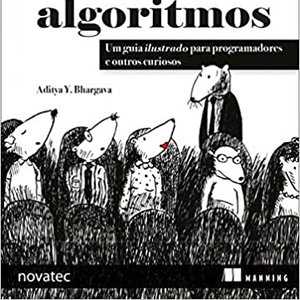 algoritmos
Um guia ilustrado para programadores
e outros curiosos
Aditya Y. Bhargava
novatec
MANNING